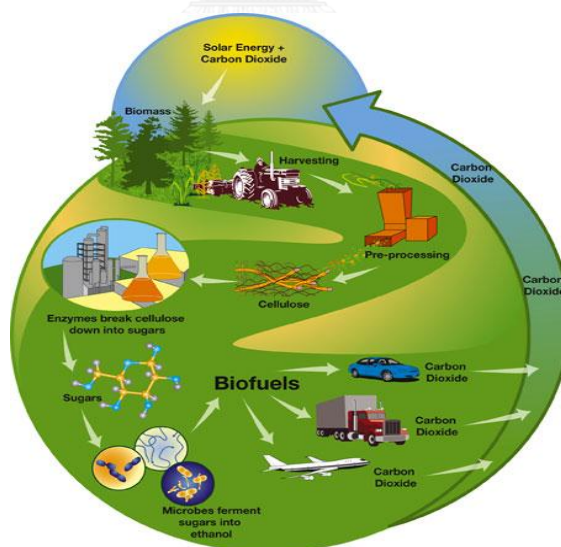 Solar Energy +
Carbon Dioxide
Biomass
Harvesting
Carbon
Dioxide
Pre-processing
Carbon
Dioxide
Cellulose
Enzymes break cellulose
down into sugars
Sugars
Biofuels
Carbon
Dioxide
Carbon
Dioxide
Carbon
Dioxide
Microbes ferment
sugars into
ethanol